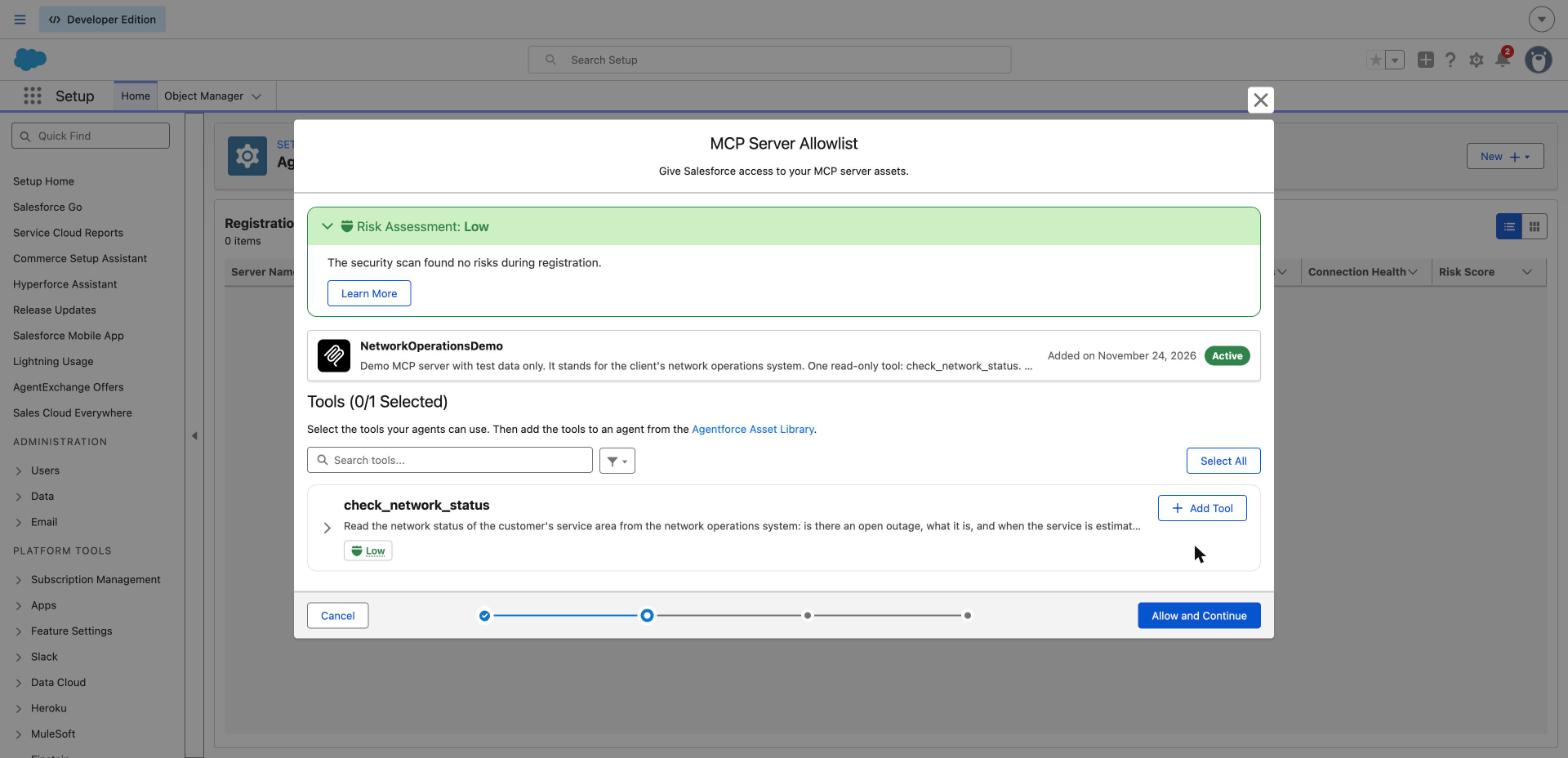 Developer Edition
Search Setup
2
Setup
Home
Object Manager
Quick Find
Setup Home
Salesforce Go
Service Cloud Reports
Commerce Setup Assistant
Hyperforce Assistant
Release Updates
Salesforce Mobile App
Lightning Usage
AgentExchange Offers
Sales Cloud Everywhere
ADMINISTRATION
Users
Data
Email
PLATFORM TOOLS
Subscription Management
Apps
Feature Settings
Slack
Data Cloud
Heroku
MuleSoft
SET
Ag
New
Registratio
0 items
Server Nam
Connection Health
Risk Score
MCP Server Allowlist
Give Salesforce access to your MCP server assets.
Risk Assessment: Low
The security scan found no risks during registration.
Learn More
NetworkOperationsDemo
Demo MCP server with test data only. It stands for the client's network operations system. One read-only tool: check_network_status. ...
Added on November 24, 2026
Active
Tools (0/1 Selected)
Select the tools your agents can use. Then add the tools to an agent from the Agentforce Asset Library.
Search tools...
Select All
check_network_status
Read the network status of the customer's service area from the network operations system: is there an open outage, what it is, and when the service is estimat...
Low
Add Tool
Cancel
Allow and Continue